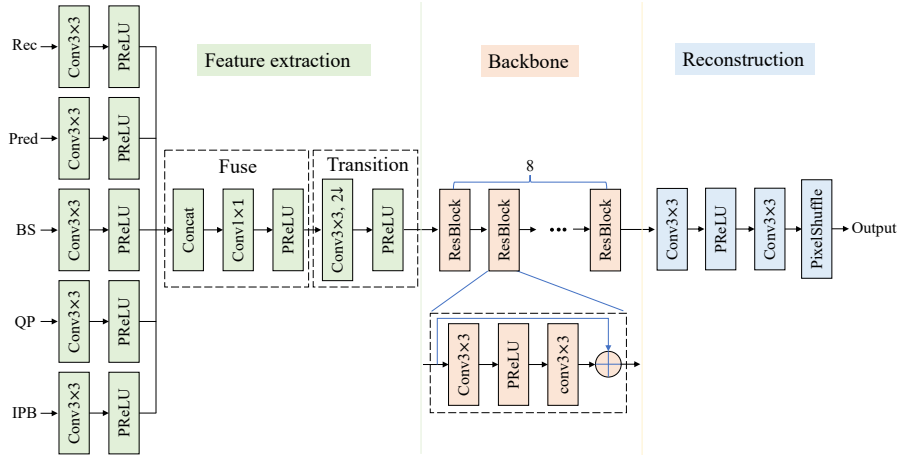 Rec
Conv3×3
PReLU
Feature extraction
Backbone
Reconstruction
Pred
Conv3×3
PReLU
Fuse
Transition
8
BS
Conv3×3
PReLU
Concat
Conv1×1
PReLU
Conv3×3, 2↓
PReLU
ResBlock
ResBlock
•••
ResBlock
Conv3×3
PReLU
Conv3×3
PixelShuffle
Output
QP
Conv3×3
PReLU
Conv3×3
PReLU
conv3×3
IPB
Conv3×3
PReLU